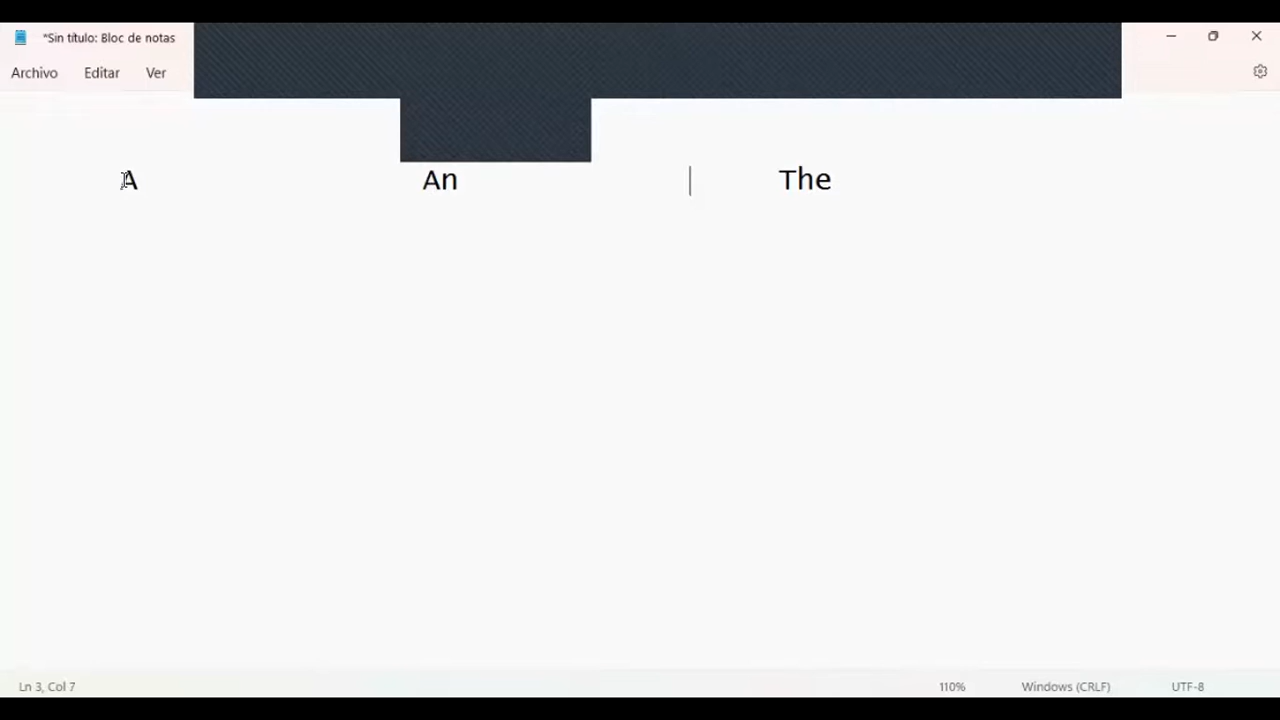 *Sin título: Bloc de notas
Archivo Editar Ver
A An The
Ln 3, Col 7 110% Windows (CRLF) UTF-8